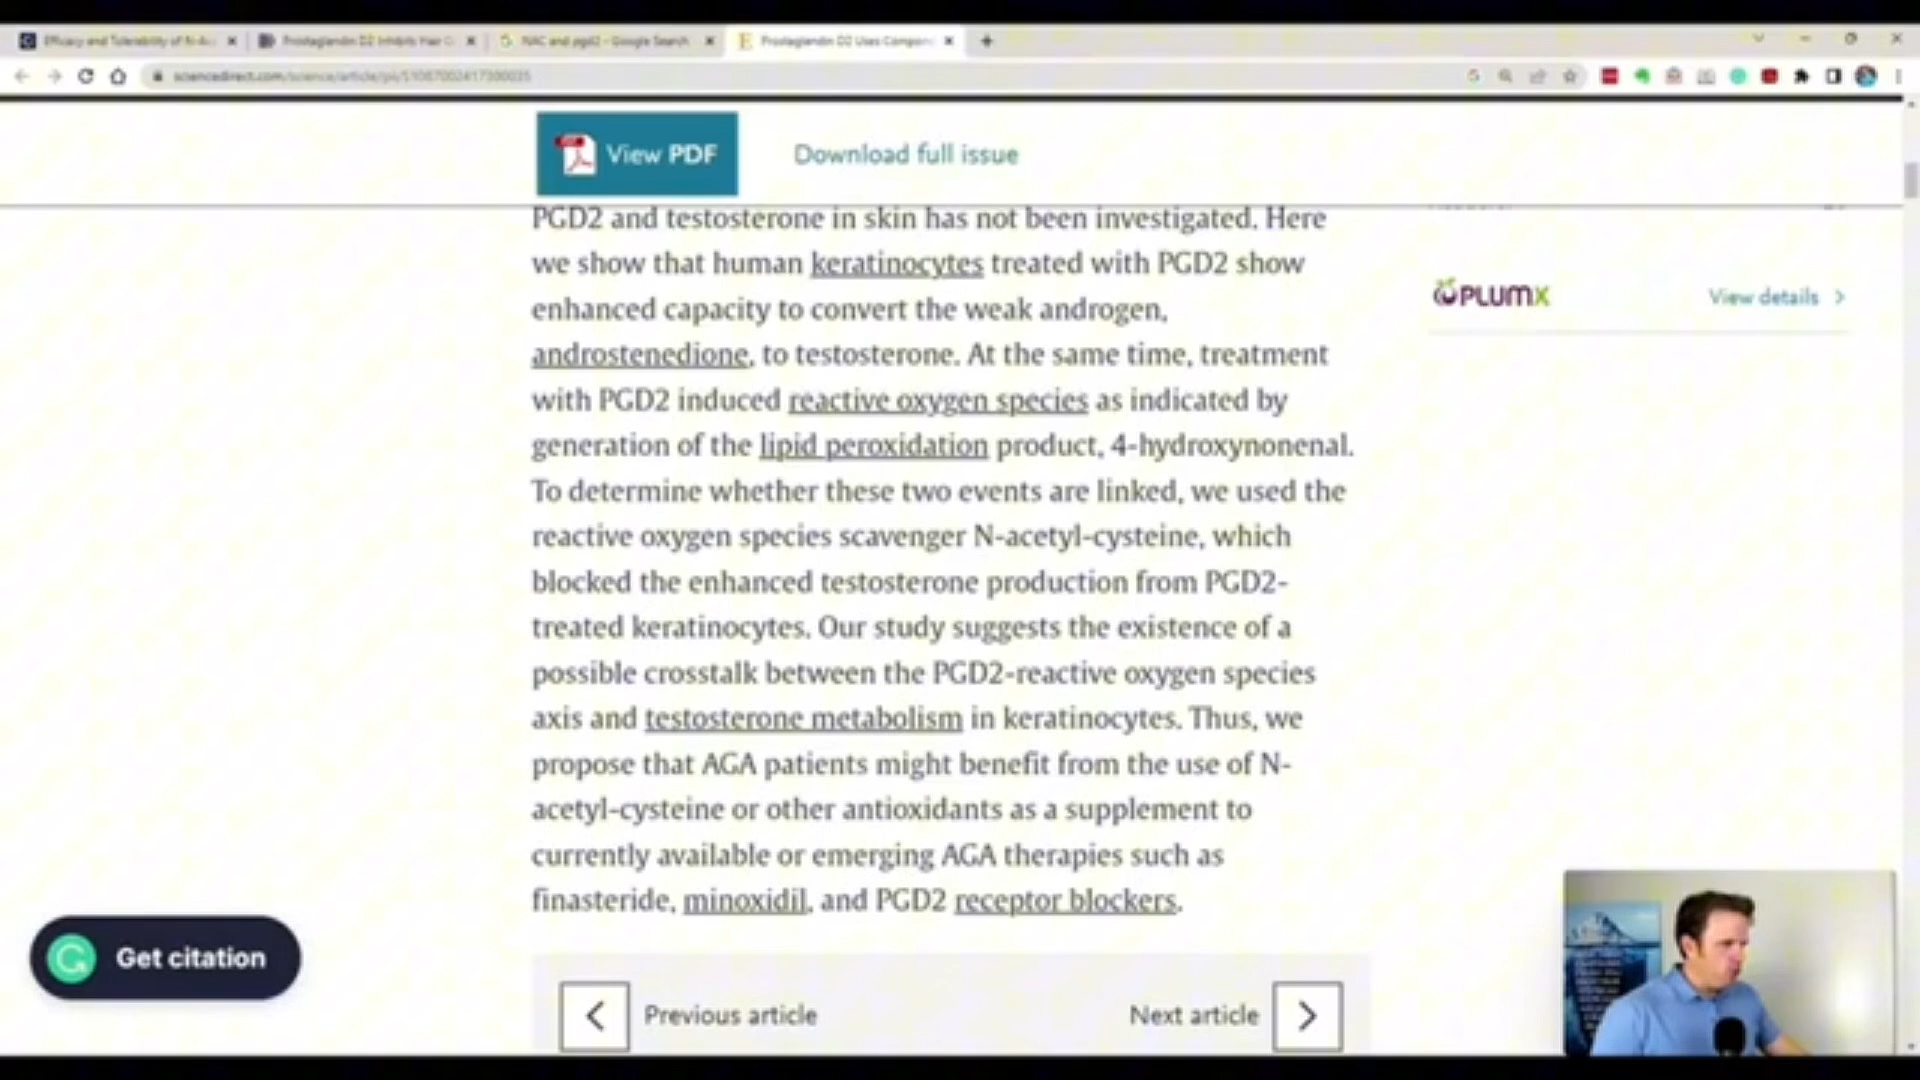 Efficacy and Tolerability of N-Ac
Prostaglandin D2 Inhibits Hair G
NAC and pgd2 - Google Search
Prostaglandin D2 Uses Compon
sciencedirect.com/science/article/pii/S1087002417300035
View PDF
Download full issue
PGD2 and testosterone in skin has not been investigated. Here
we show that human keratinocytes treated with PGD2 show
enhanced capacity to convert the weak androgen,
androstenedione, to testosterone. At the same time, treatment
with PGD2 induced reactive oxygen species as indicated by
generation of the lipid peroxidation product, 4-hydroxynonenal.
To determine whether these two events are linked, we used the
reactive oxygen species scavenger N-acetyl-cysteine, which
blocked the enhanced testosterone production from PGD2-
treated keratinocytes. Our study suggests the existence of a
possible crosstalk between the PGD2-reactive oxygen species
axis and testosterone metabolism in keratinocytes. Thus, we
propose that AGA patients might benefit from the use of N-
acetyl-cysteine or other antioxidants as a supplement to
currently available or emerging AGA therapies such as
finasteride, minoxidil, and PGD2 receptor blockers.
PLUMX
View details
Get citation
Previous article
Next article